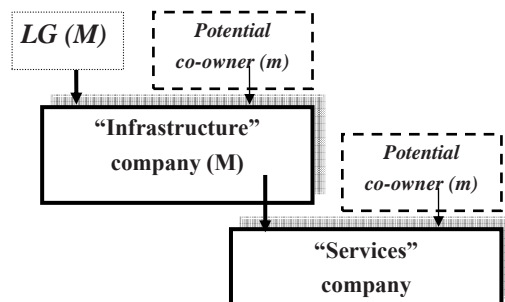 LG (M)
Potential
co-owner (m)
“Infrastructure”
company (M)
Potential
co-owner (m)
“Services”
company